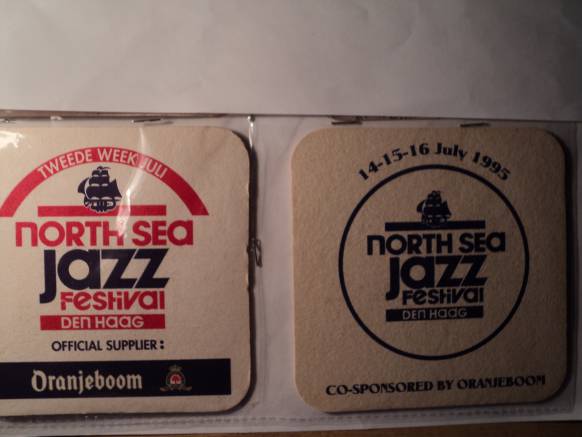 TWEEDE WEEK JULI
NORTH SEA
JAZZ
FESTIVAL
DEN HAAG
OFFICIAL SUPPLIER:
Oranjeboom
14-15-16 July 1995
NORTH SEA
JAZZ
FESTIVAL
DEN HAAG
CO-SPONSORED BY ORANJEBOOM